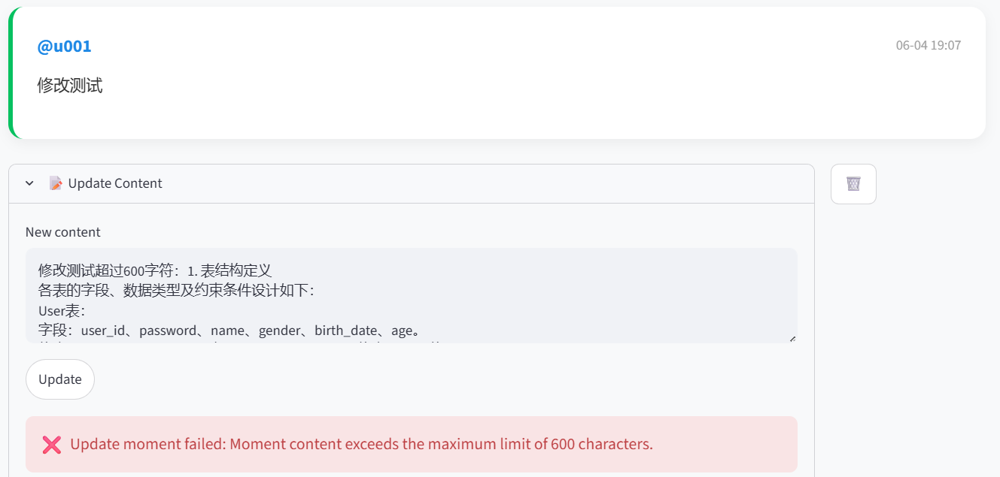 @u001
06-04 19:07
修改测试
Update Content
New content
修改测试超过600字符：1. 表结构定义
各表的字段、数据类型及约束条件设计如下：
User表：
字段：user_id、password、name、gender、birth_date、age。
Update
Update moment failed: Moment content exceeds the maximum limit of 600 characters.